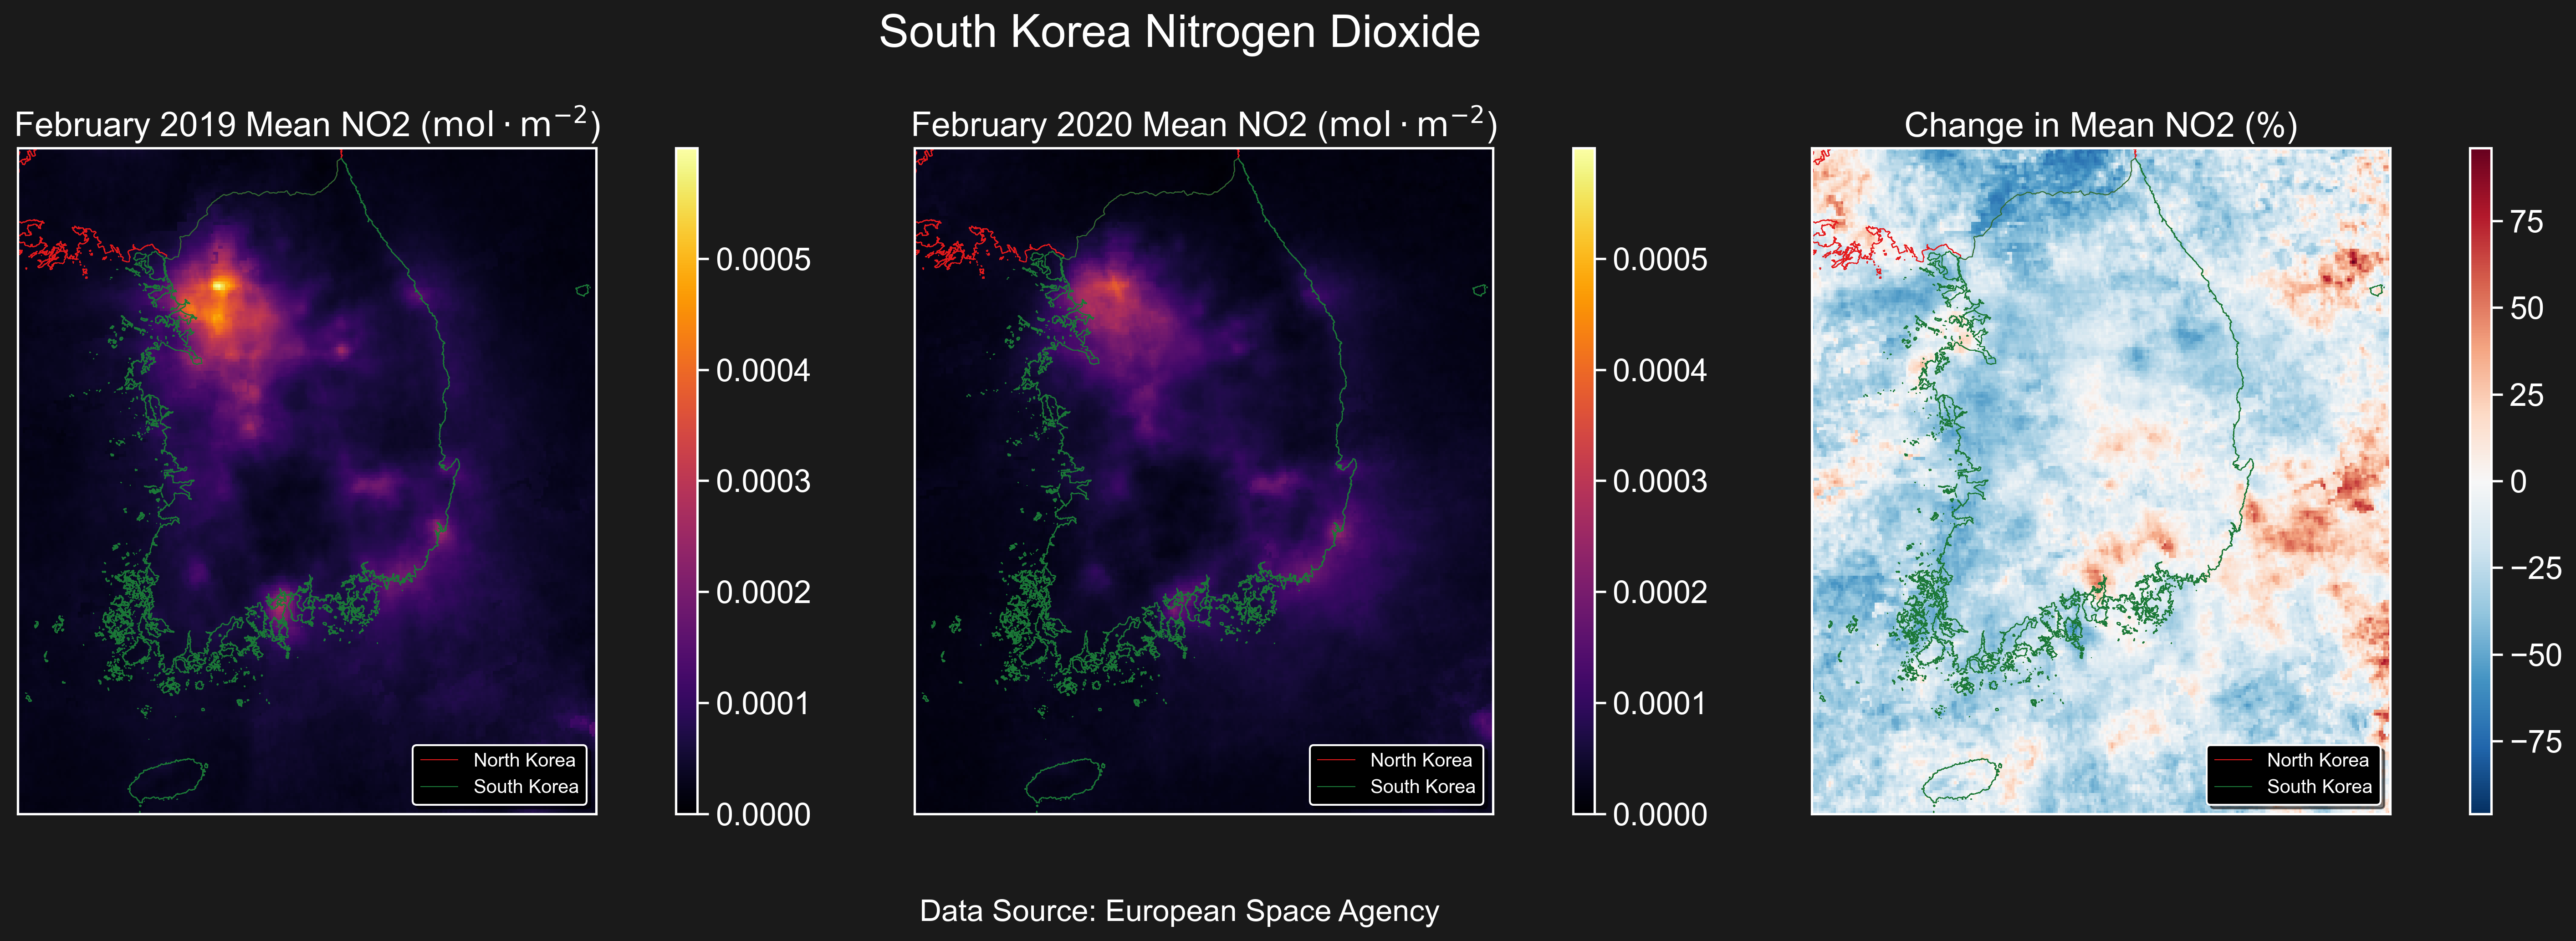 South Korea Nitrogen Dioxide
February 2019 Mean NO2 (mol · m⁻²)
0.0005
0.0004
0.0003
0.0002
0.0001
0.0000
North Korea
South Korea
February 2020 Mean NO2 (mol · m⁻²)
0.0005
0.0004
0.0003
0.0002
0.0001
0.0000
North Korea
South Korea
Change in Mean NO2 (%)
75
50
25
0
−25
−50
−75
North Korea
South Korea
Data Source: European Space Agency